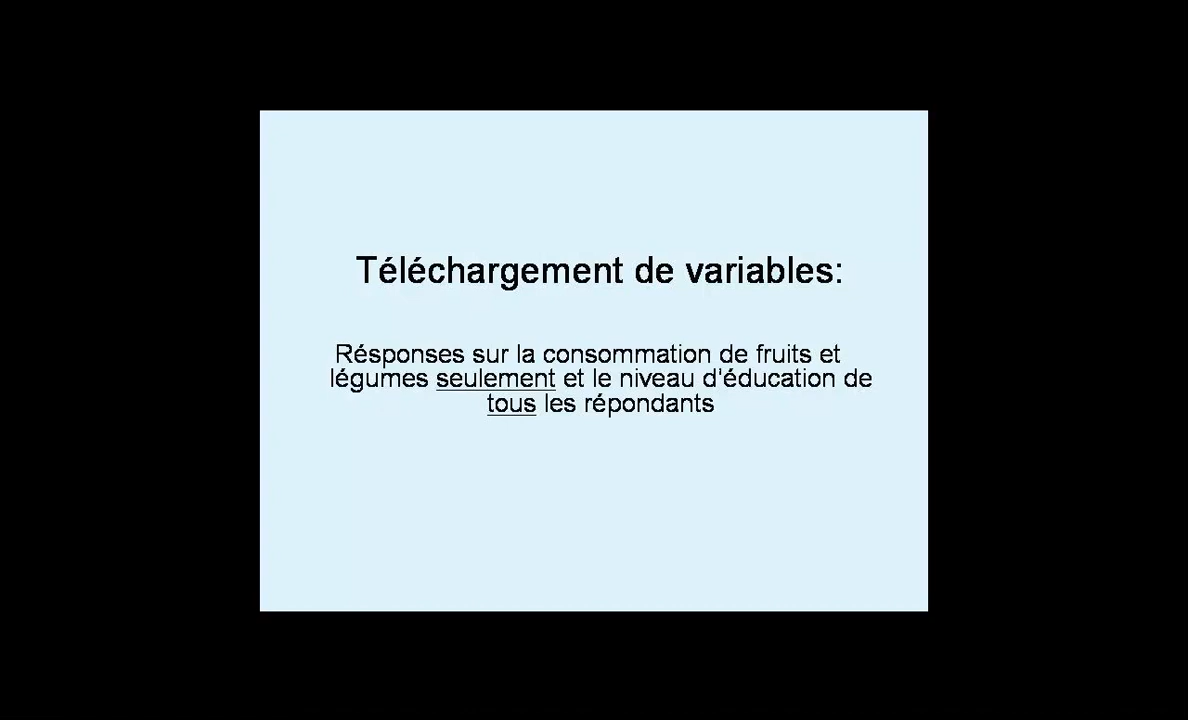 Téléchargement de variables:
Résponses sur la consommation de fruits et
légumes seulement et le niveau d'éducation de
tous les répondants